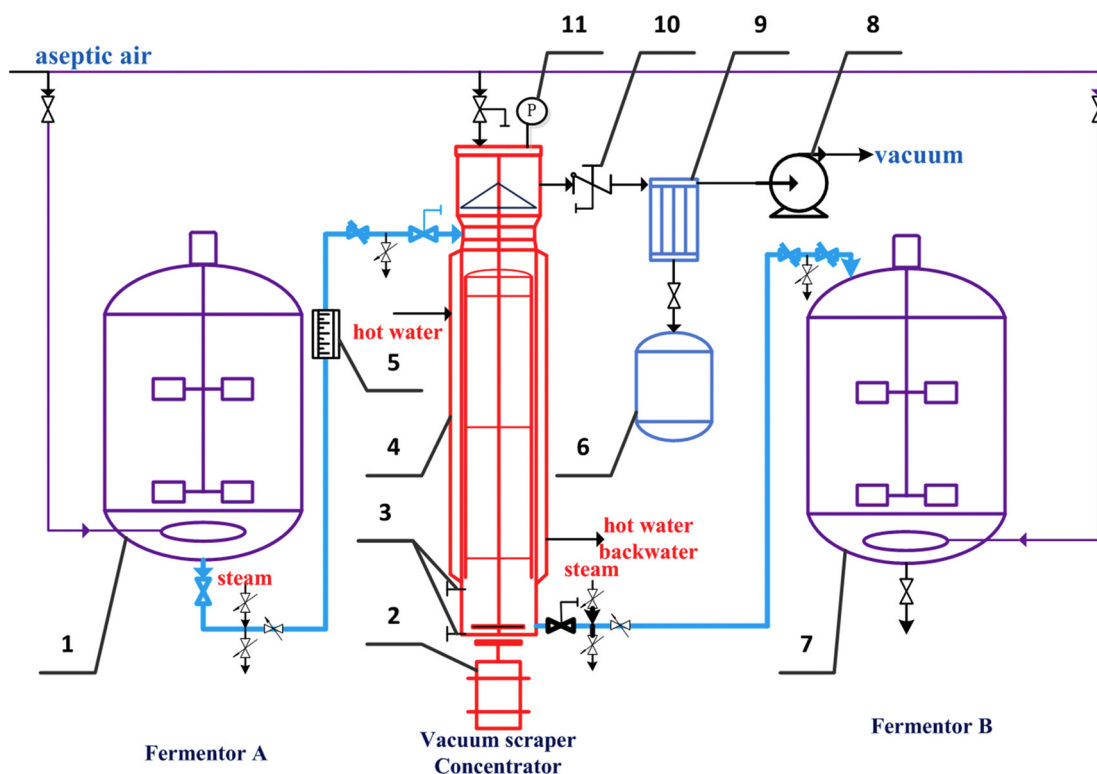 11
10
9
8
aseptic air
P
vacuum
hot water
5
4
6
3
hot water
backwater
steam
steam
1
2
7
Fermentor A
Vacuum scraper
Concentrator
Fermentor B